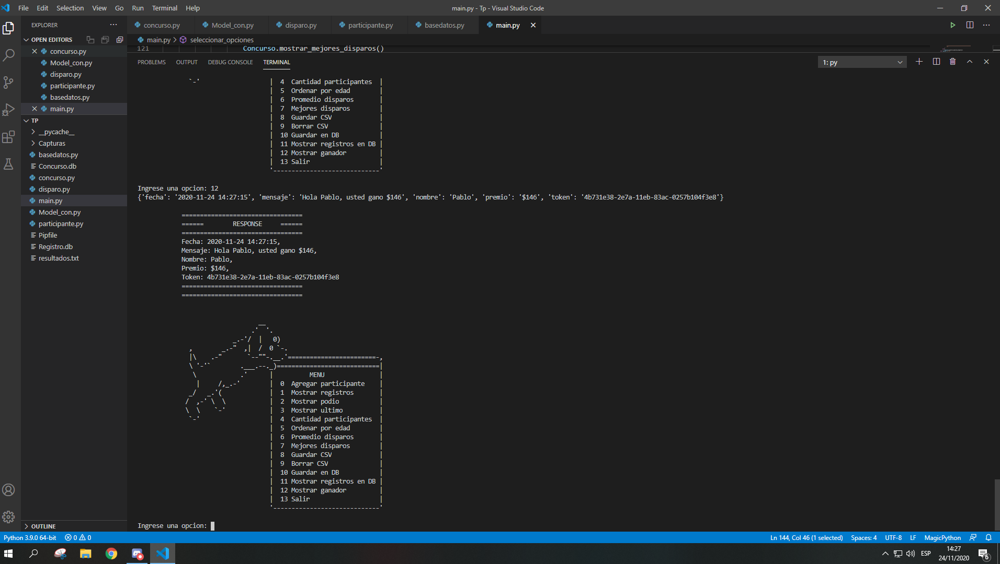 File Edit Selection View Go Run Terminal Help
main.py - Tp - Visual Studio Code
EXPLORER
OPEN EDITORS
concurso.py
Model_con.py
disparo.py
participante.py
basedatos.py
main.py
TP
__pycache__
Capturas
basedatos.py
Concurso.db
concurso.py
disparo.py
main.py
Model_con.py
participante.py
Pipfile
Registro.db
resultados.txt
OUTLINE
concurso.py Model_con.py disparo.py participante.py basedatos.py main.py
main.py > seleccionar_opciones
121 Concurso.mostrar_mejores_disparos()
PROBLEMS OUTPUT DEBUG CONSOLE TERMINAL
1: py
`-' | 4 Cantidad participantes |
| 5 Ordenar por edad |
| 6 Promedio disparos |
| 7 Mejores disparos |
| 8 Guardar CSV |
| 9 Borrar CSV |
| 10 Guardar en DB |
| 11 Mostrar registros en DB |
| 12 Mostrar ganador |
| 13 Salir |
'-----------------------------'
Ingrese una opcion: 12
{'fecha': '2020-11-24 14:27:15', 'mensaje': 'Hola Pablo, usted gano $146', 'nombre': 'Pablo', 'premio': '$146', 'token': '4b731e38-2e7a-11eb-83ac-0257b104f3e8'}
=================================
====== RESPONSE ======
=================================
Fecha: 2020-11-24 14:27:15,
Mensaje: Hola Pablo, usted gano $146,
Nombre: Pablo,
Premio: $146,
Token: 4b731e38-2e7a-11eb-83ac-0257b104f3e8
=================================
=================================
__
.' '.
_.-'/ | 0)
, _.-" ,| / 0 `-.
|\ .-" `--""-.__.'========================-,
\ '-'` .___.--._)============================|
\ .' | MENU |
| /,_.-' | 0 Agregar participante |
_/ _.'( | 1 Mostrar registros |
/ ,-' \ \ | 2 Mostrar podio |
\ \ `-' | 3 Mostrar ultimo |
`-' | 4 Cantidad participantes |
| 5 Ordenar por edad |
| 6 Promedio disparos |
| 7 Mejores disparos |
| 8 Guardar CSV |
| 9 Borrar CSV |
| 10 Guardar en DB |
| 11 Mostrar registros en DB |
| 12 Mostrar ganador |
| 13 Salir |
'-----------------------------'
Ingrese una opcion:
Python 3.9.0 64-bit 0 0
Ln 144, Col 46 (1 selected) Spaces: 4 UTF-8 LF MagicPython
ESP
14:27
24/11/2020
6